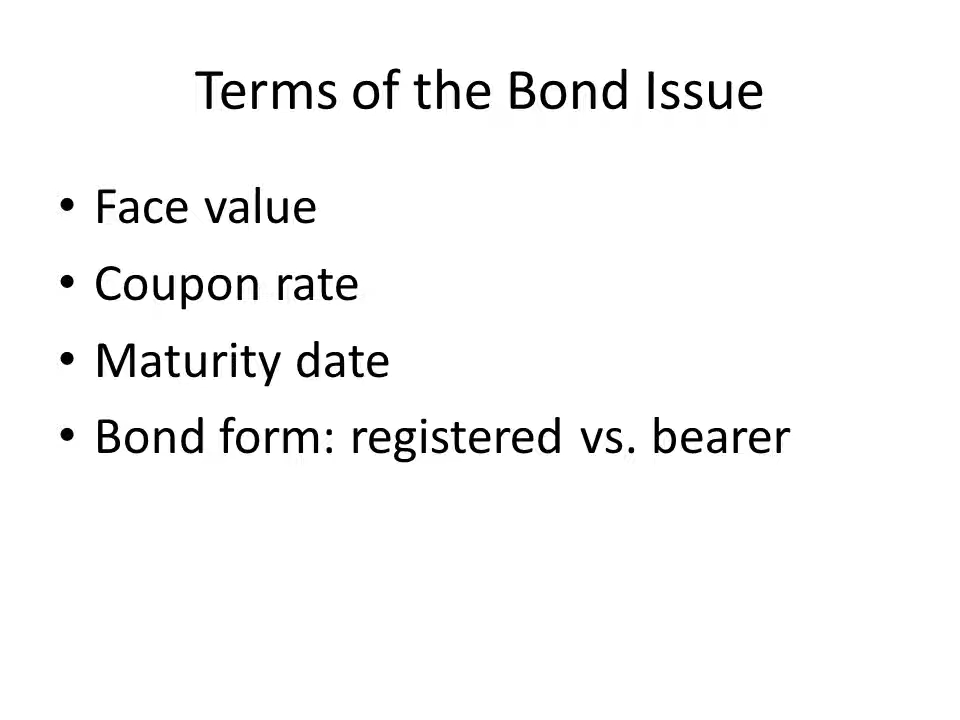 Terms of the Bond Issue
• Face value
• Coupon rate
• Maturity date
• Bond form: registered vs. bearer